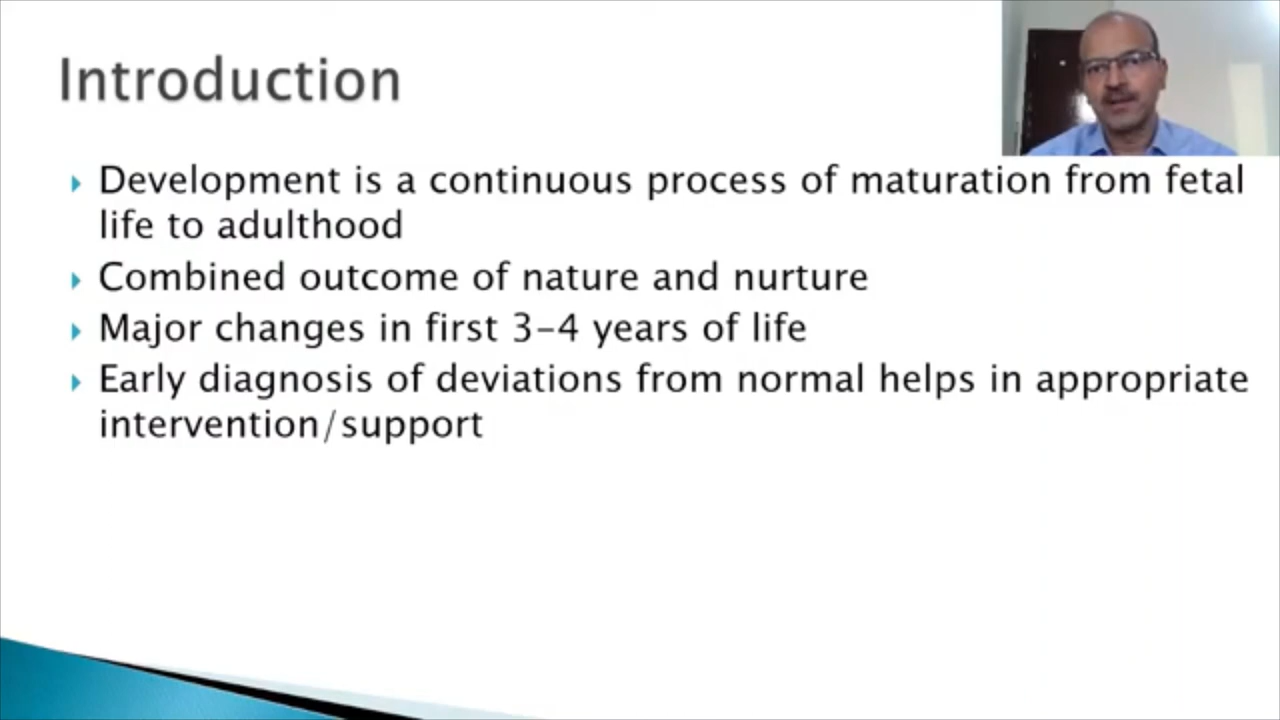 Introduction
Development is a continuous process of maturation from fetal
life to adulthood
Combined outcome of nature and nurture
Major changes in first 3-4 years of life
Early diagnosis of deviations from normal helps in appropriate
intervention/support